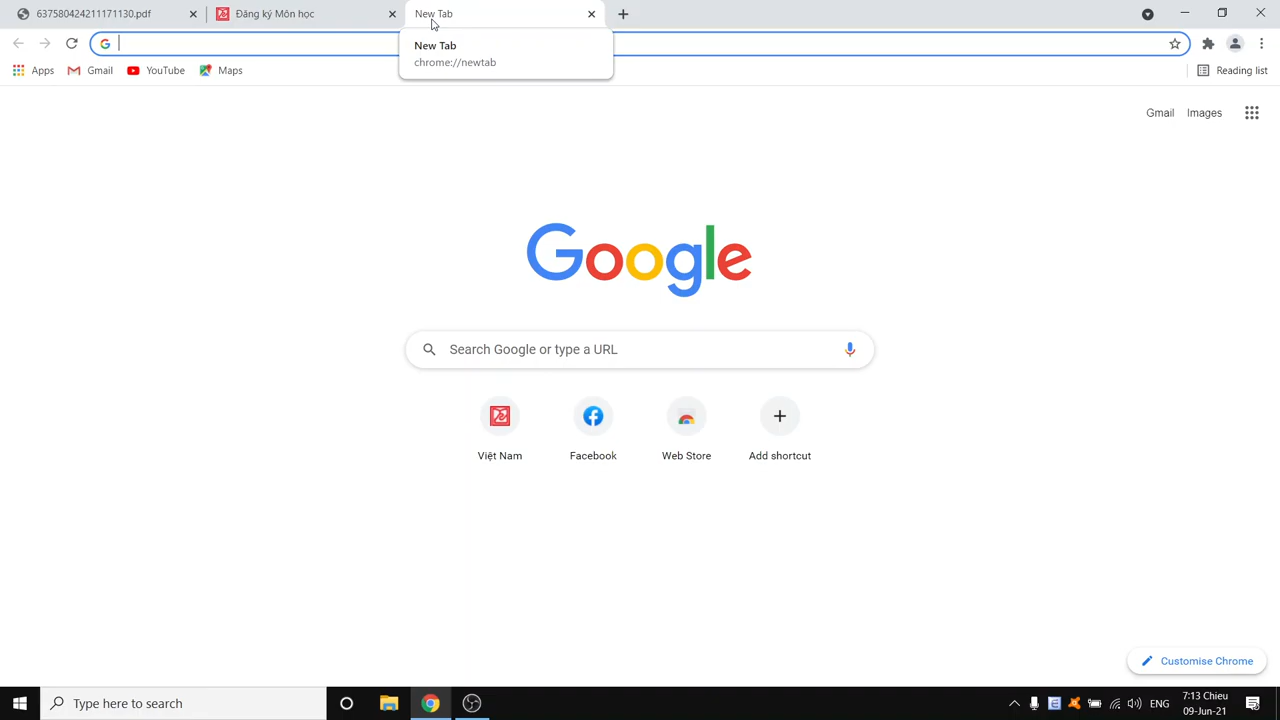 637580424211171130.pdf
Đăng ký Môn học
New Tab
New Tab
chrome://newtab
Apps
Gmail
YouTube
Maps
Reading list
Gmail
Images
Google
Search Google or type a URL
Việt Nam
Facebook
Web Store
Add shortcut
Customise Chrome
Type here to search
ENG
7:13 Chieu
09-Jun-21